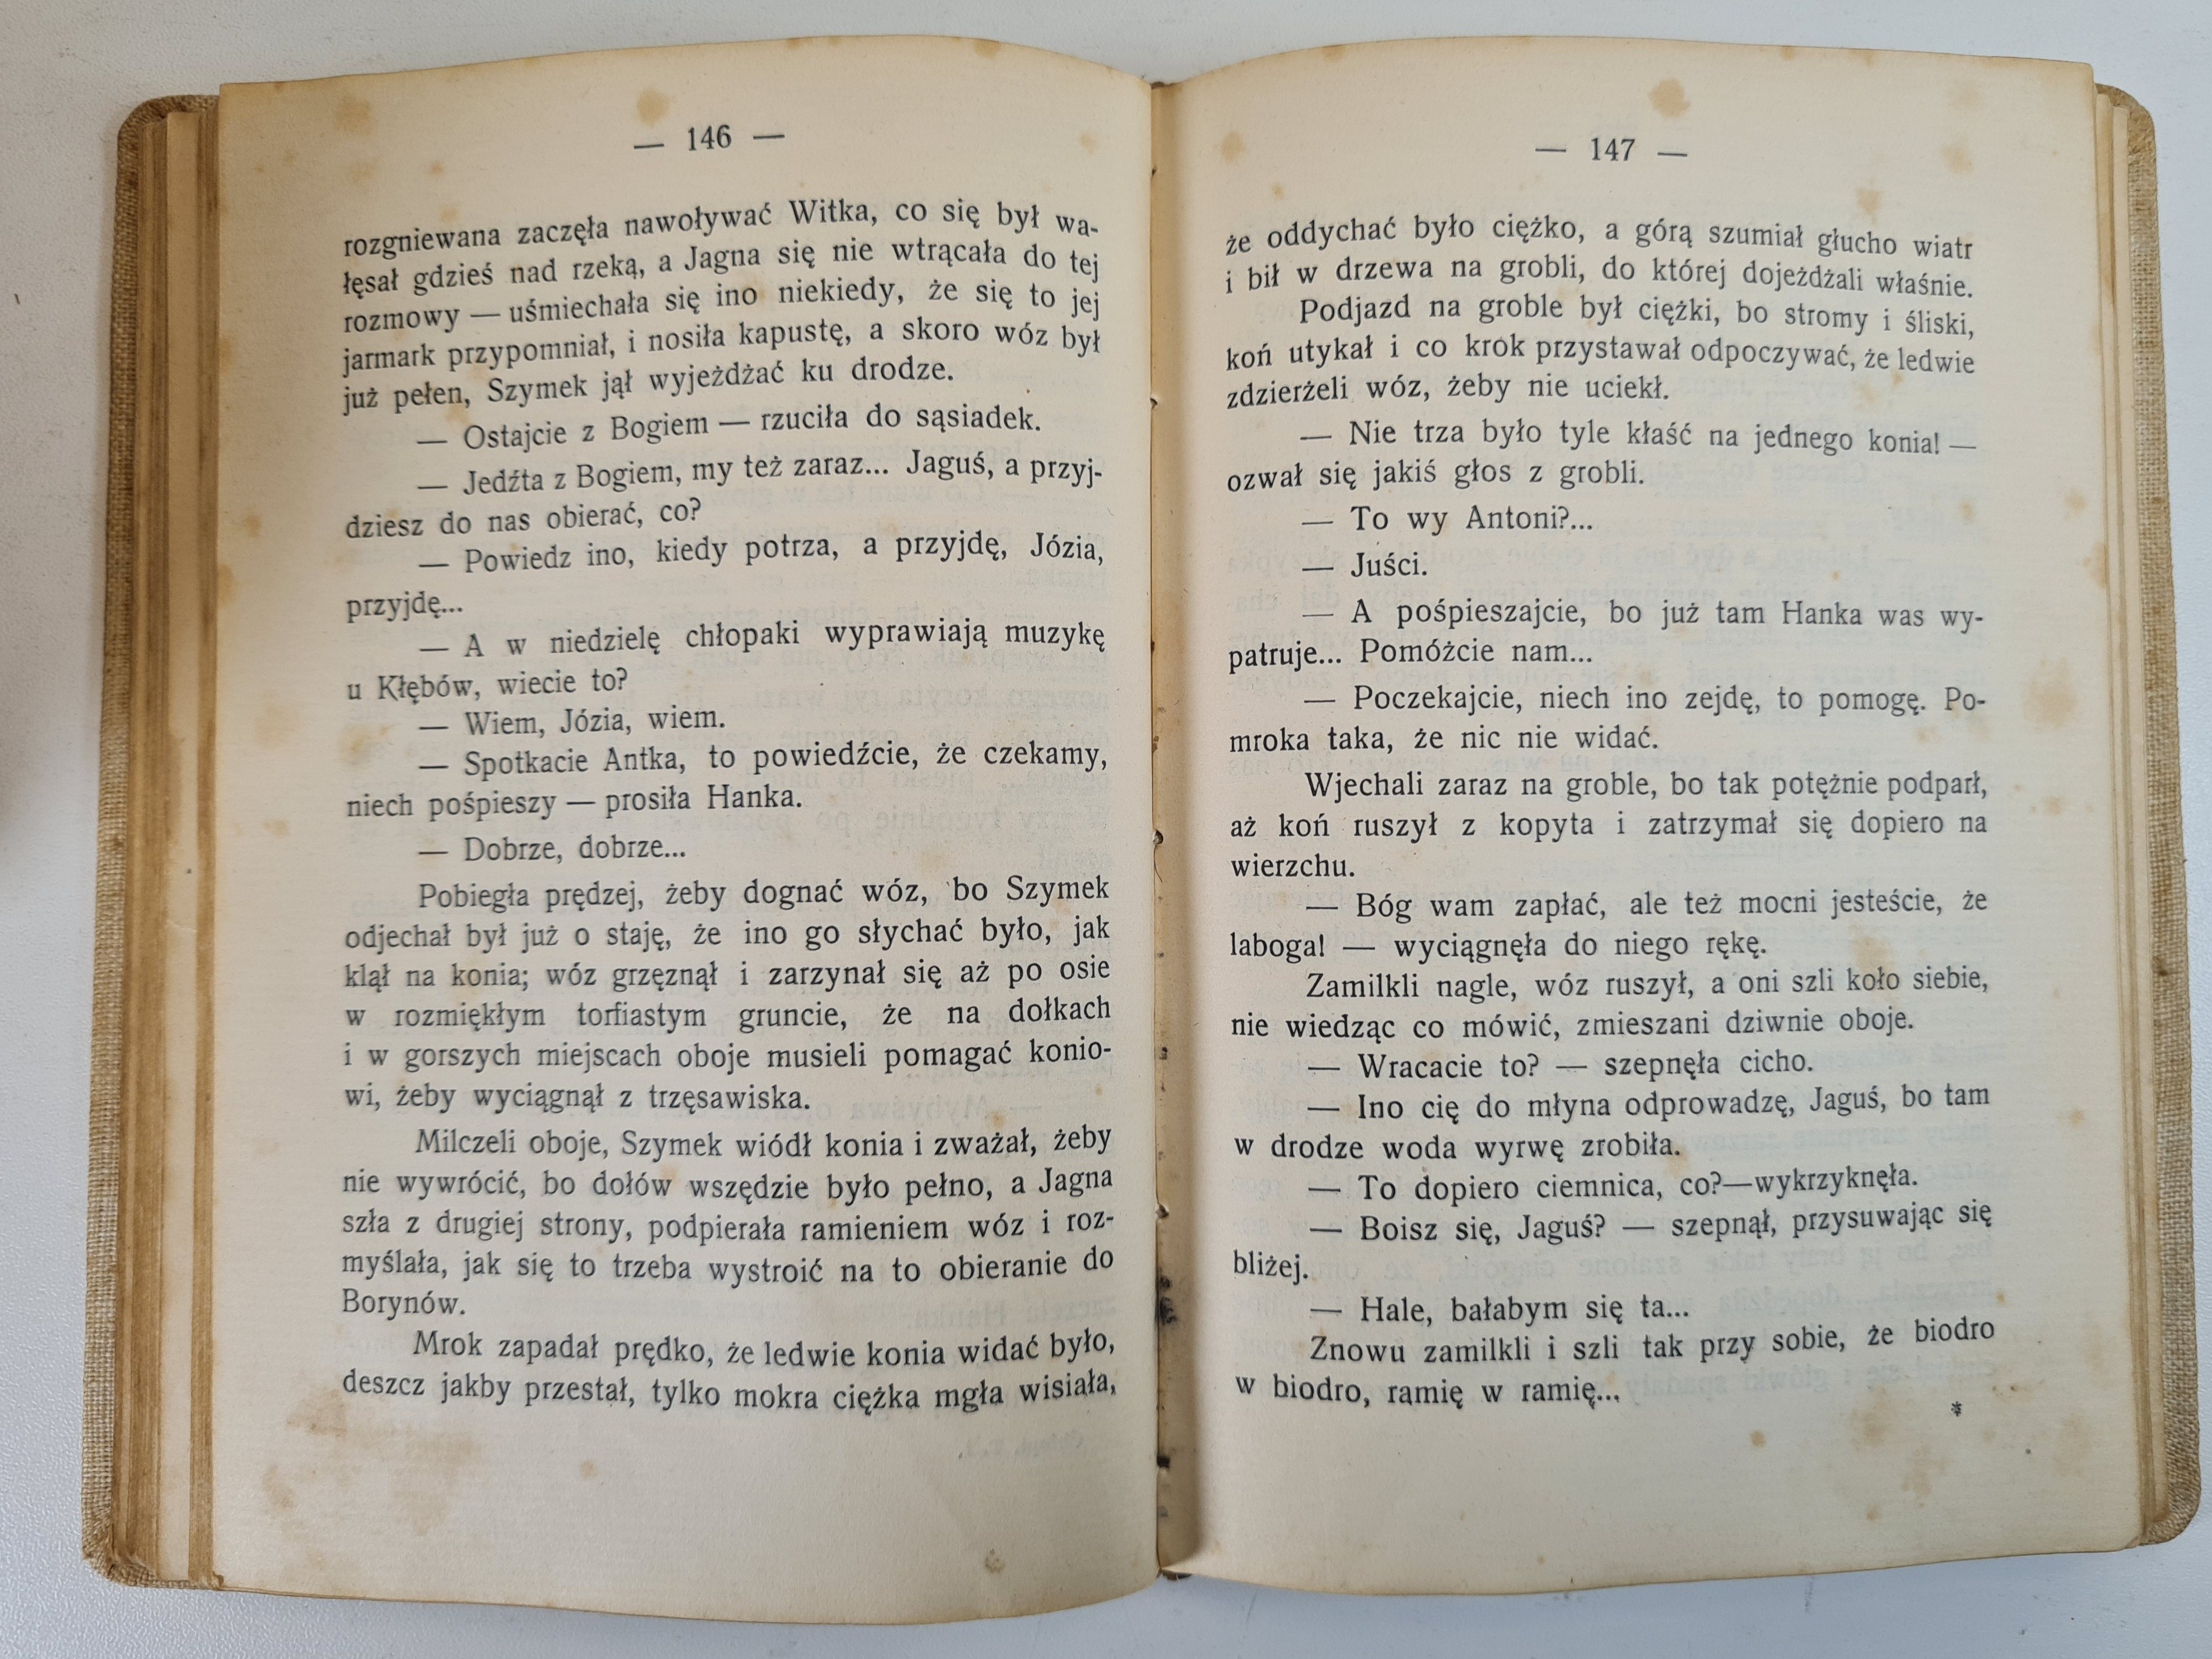 — 146 —
rozgniewana zaczęła nawoływać Witka, co się był wa-
łęsał gdzieś nad rzeką, a Jagna się nie wtrącała do tej
rozmowy — uśmiechała się ino niekiedy, że się to jej
jarmark przypomniał, i nosiła kapustę, a skoro wóz był
już pełen, Szymek jął wyjeżdżać ku drodze.
— Ostajcie z Bogiem — rzuciła do sąsiadek.
— Jedźta z Bogiem, my też zaraz... Jaguś, a przyj-
dziesz do nas obierać, co?
— Powiedz ino, kiedy potrza, a przyjdę, Józia,
przyjdę...
— A w niedzielę chłopaki wyprawiają muzykę
u Kłębów, wiecie to?
— Wiem, Józia, wiem.
— Spotkacie Antka, to powiedźcie, że czekamy,
niech pośpieszy — prosiła Hanka.
— Dobrze, dobrze...
Pobiegła prędzej, żeby dognać wóz, bo Szymek
odjechał był już o staję, że ino go słychać było, jak
klął na konia; wóz grzęznął i zarzynał się aż po osie
w rozmiękłym torfiastym gruncie, że na dołkach
i w gorszych miejscach oboje musieli pomagać konio-
wi, żeby wyciągnął z trzęsawiska.
Milczeli oboje, Szymek wiódł konia i zważał, żeby
nie wywrócić, bo dołów wszędzie było pełno, a Jagna
szła z drugiej strony, podpierała ramieniem wóz i roz-
myślała, jak się to trzeba wystroić na to obieranie do
Borynów.
Mrok zapadał prędko, że ledwie konia widać było,
deszcz jakby przestał, tylko mokra ciężka mgła wisiała,
— 147 —
że oddychać było ciężko, a górą szumiał głucho wiatr
i bił w drzewa na grobli, do której dojeżdżali właśnie.
Podjazd na groble był ciężki, bo stromy i śliski,
koń utykał i co krok przystawał odpoczywać, że ledwie
zdzierżeli wóz, żeby nie uciekł.
— Nie trza było tyle kłaść na jednego konia! —
ozwał się jakiś głos z grobli.
— To wy Antoni?...
— Juści.
— A pośpieszajcie, bo już tam Hanka was wy-
patruje... Pomóżcie nam...
— Poczekajcie, niech ino zejdę, to pomogę. Po-
mroka taka, że nic nie widać.
Wjechali zaraz na groble, bo tak potężnie podparł,
aż koń ruszył z kopyta i zatrzymał się dopiero na
wierzchu.
— Bóg wam zapłać, ale też mocni jesteście, że
laboga! — wyciągnęła do niego rękę.
Zamilkli nagle, wóz ruszył, a oni szli koło siebie,
nie wiedząc co mówić, zmieszani dziwnie oboje.
— Wracacie to? — szepnęła cicho.
— Ino cię do młyna odprowadzę, Jaguś, bo tam
w drodze woda wyrwę zrobiła.
— To dopiero ciemnica, co?—wykrzyknęła.
— Boisz się, Jaguś? — szepnął, przysuwając się
bliżej.
— Hale, bałabym się ta...
Znowu zamilkli i szli tak przy sobie, że biodro
w biodro, ramię w ramię...
*